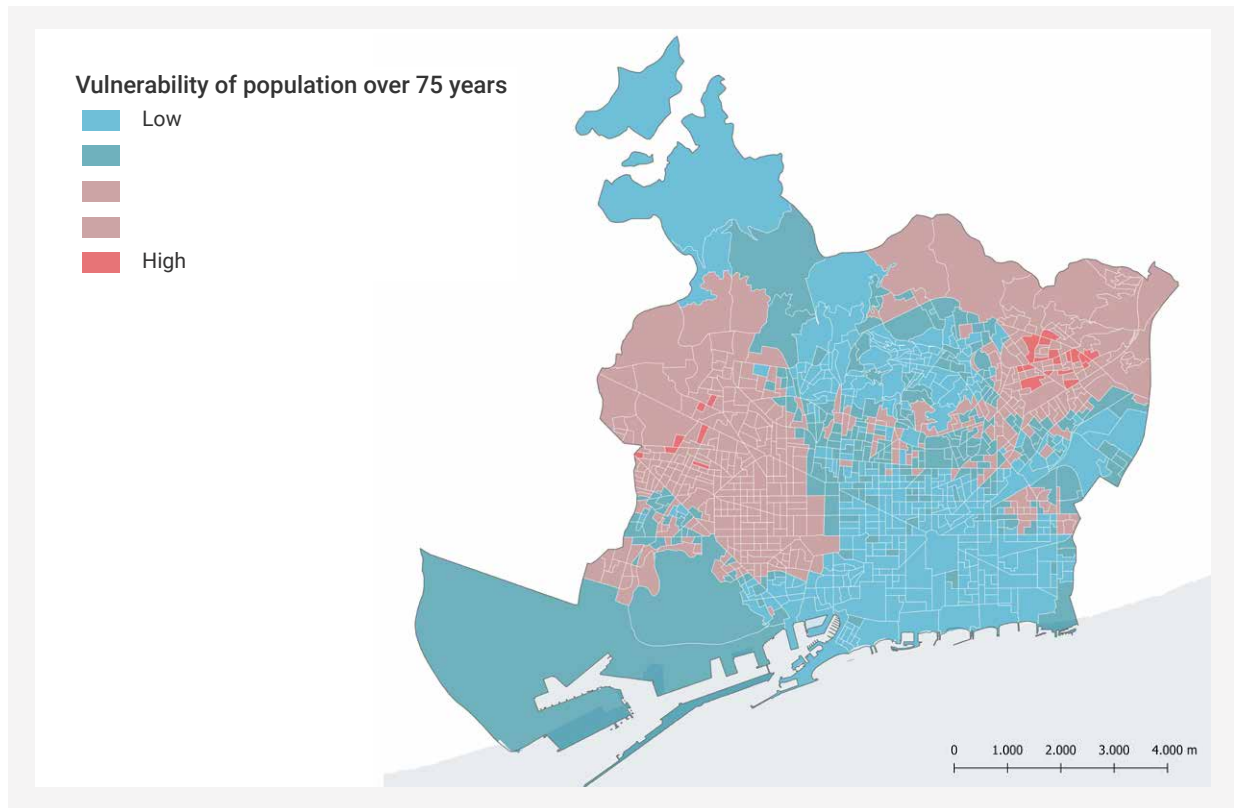 Vulnerability of population over 75 years
Low
High
0 1.000 2.000 3.000 4.000 m